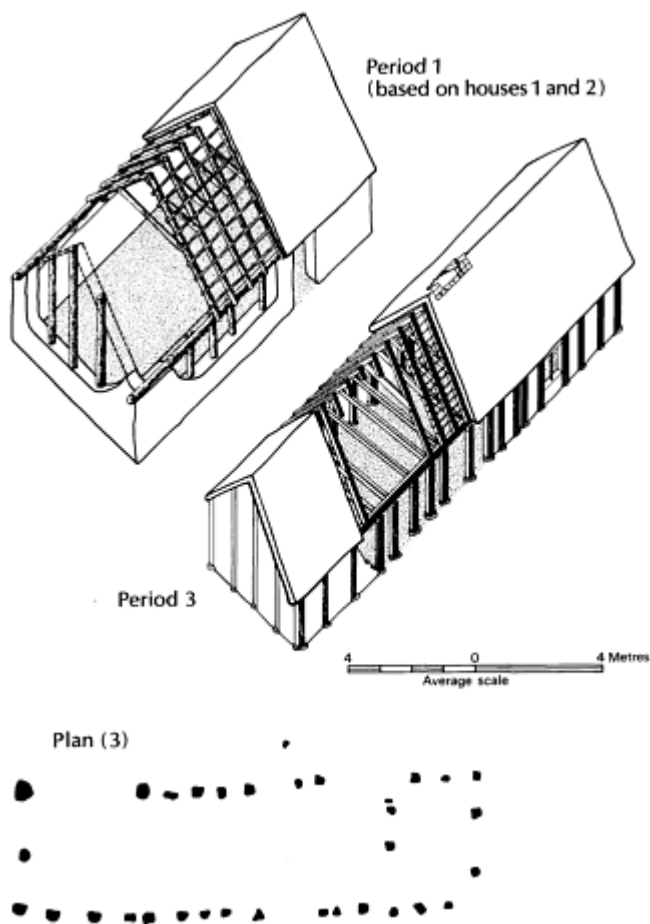 Period 1
(based on houses 1 and 2)
Period 3
4 0 4 Metres
Average scale
Plan (3)